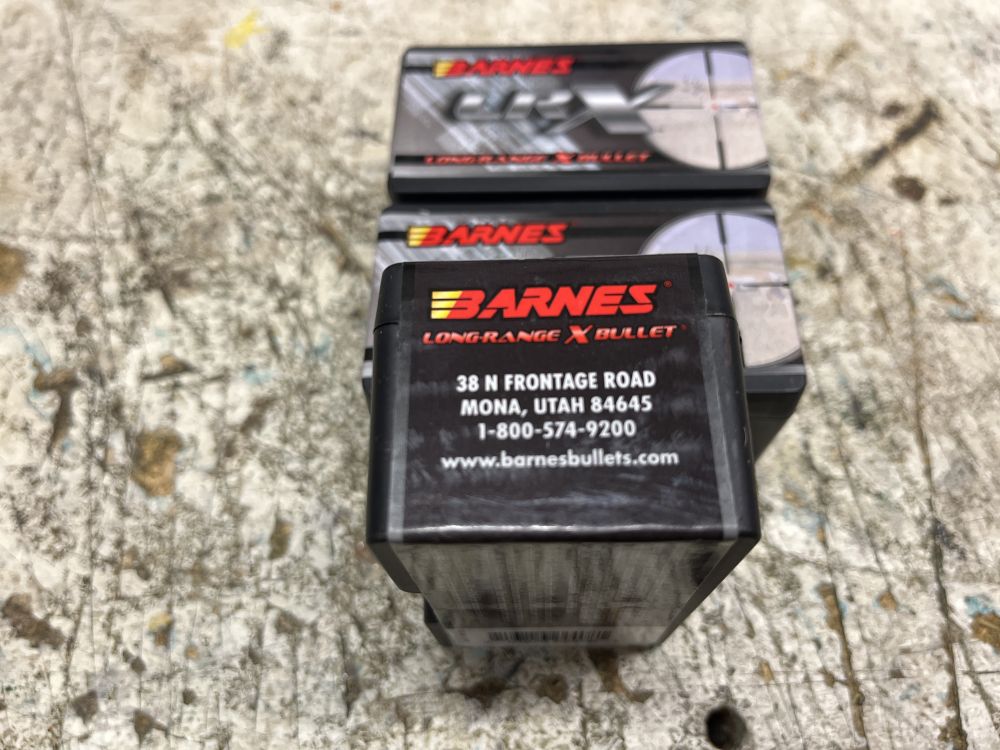 BARNES
LRX
LONG-RANGE X BULLET
BARNES
BARNES®
LONG-RANGE X BULLET
38 N FRONTAGE ROAD
MONA, UTAH 84645
1-800-574-9200
www.barnesbullets.com